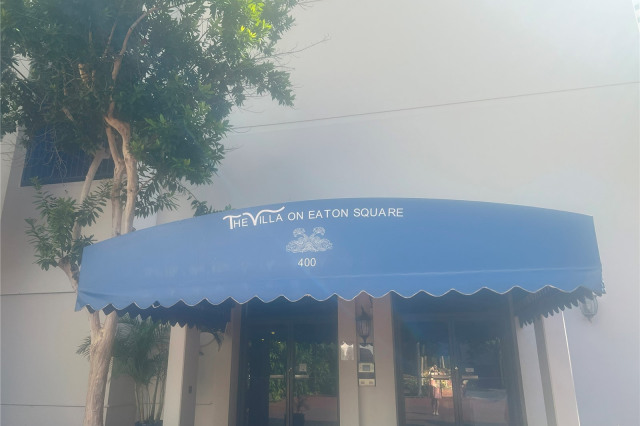 THE VILLA ON EATON SQUARE
400